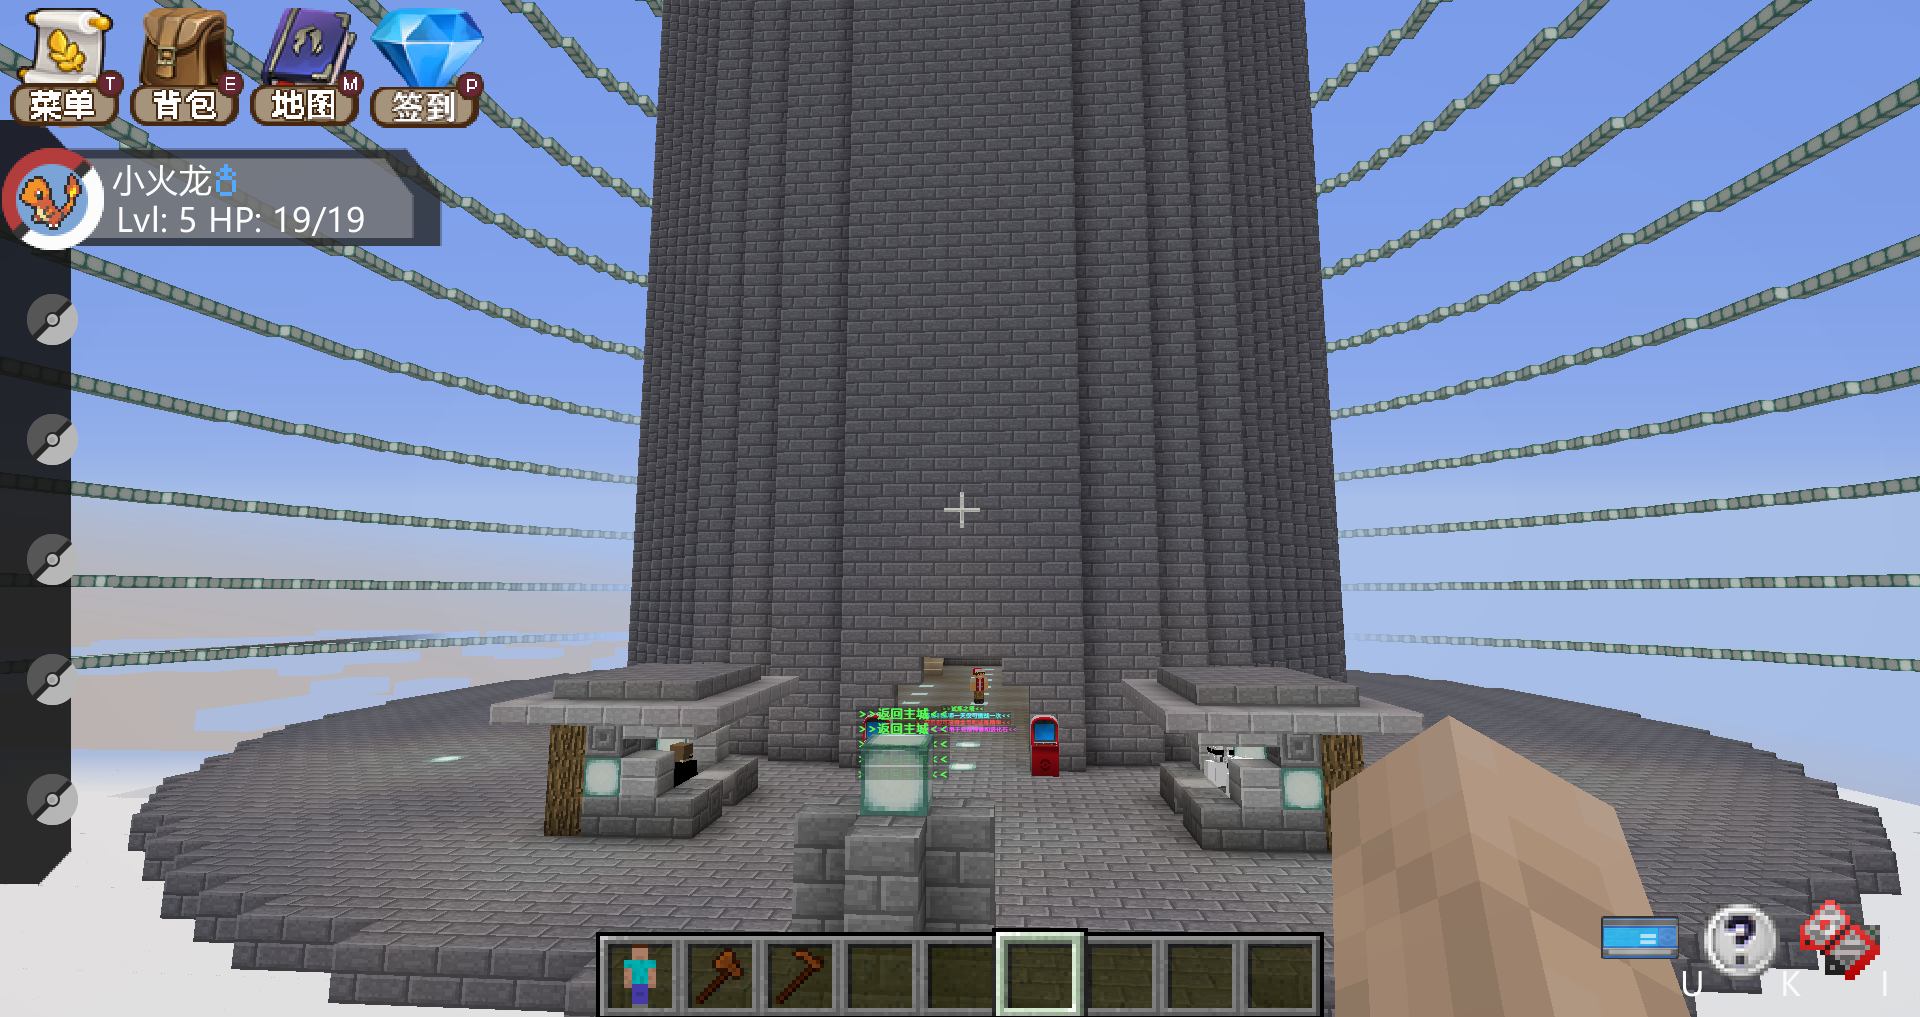 菜单 T
背包 E
地图 M
签到 P
小火龙
Lvl: 5 HP: 19/19
>>返回主城
>>返回主城<<
U K I